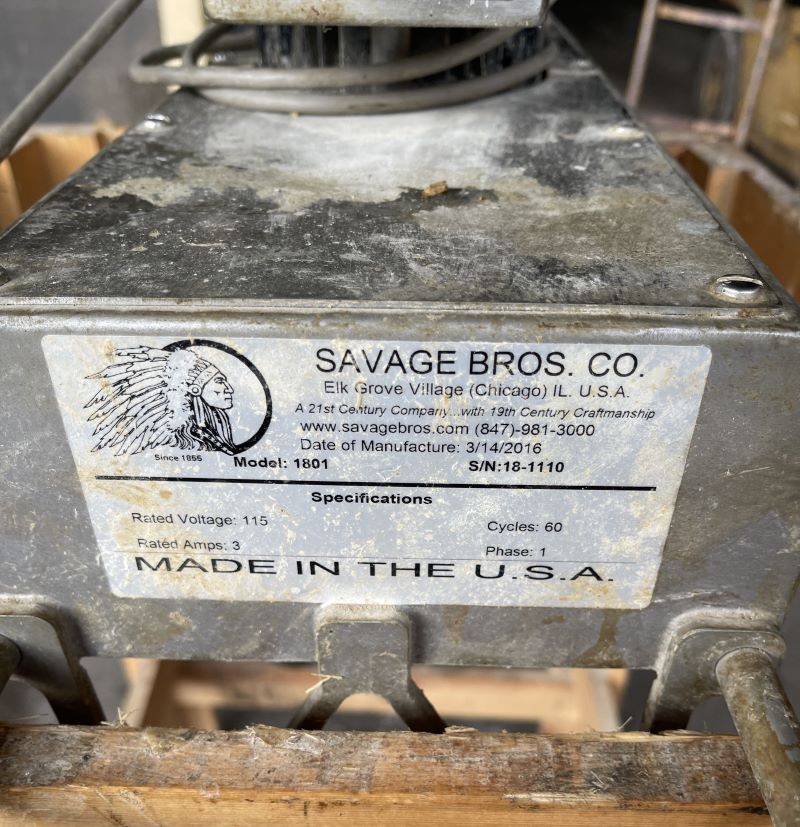 SAVAGE BROS. CO.
Elk Grove Village (Chicago) IL. U.S.A.
A 21st Century Company...with 19th Century Craftmanship
www.savagebros.com (847)-981-3000
Date of Manufacture: 3/14/2016
Since 1855
Model: 1801 S/N:18-1110
Specifications
Rated Voltage: 115 Cycles: 60
Rated Amps: 3 Phase: 1
MADE IN THE U.S.A.